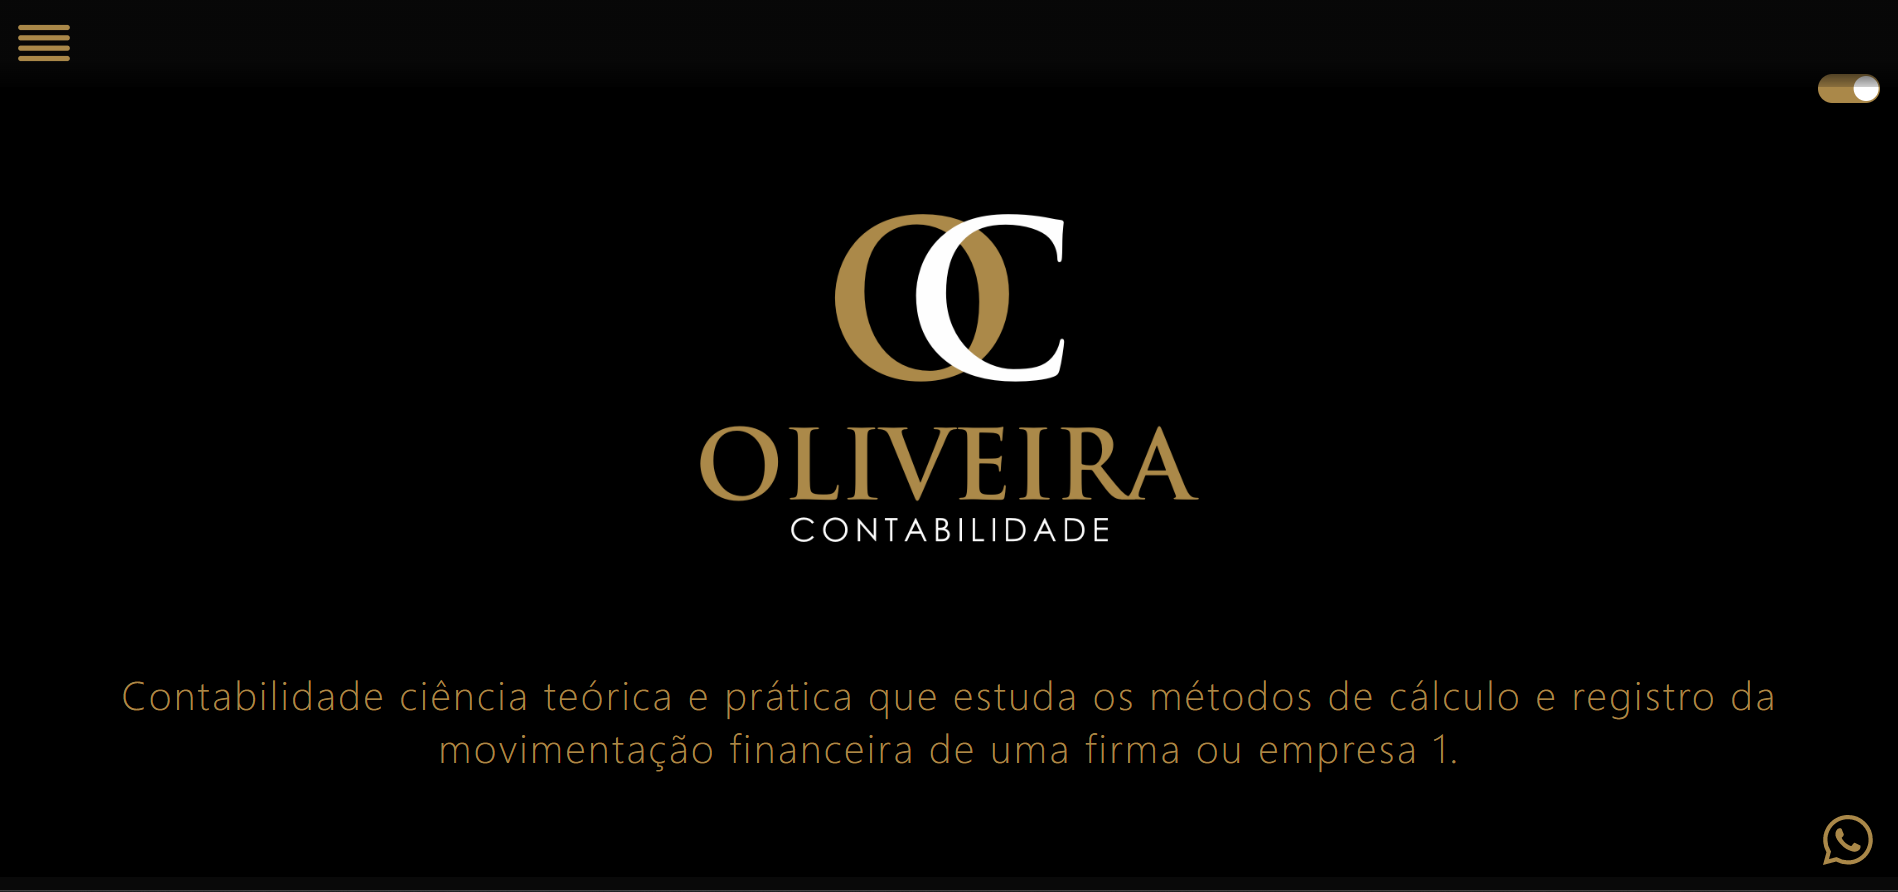 OC
OLIVEIRA
CONTABILIDADE
Contabilidade ciência teórica e prática que estuda os métodos de cálculo e registro da
movimentação financeira de uma firma ou empresa 1.